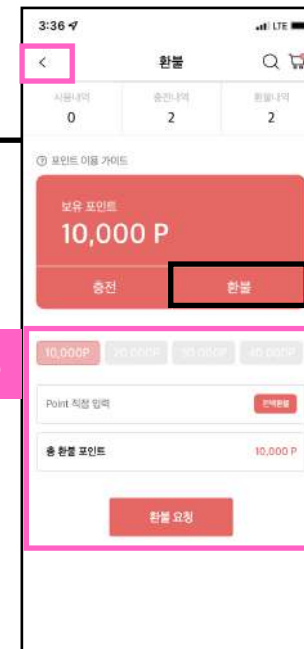 3:36
LTE
환불
사용내역 충전내역 환불내역
0 2 2
포인트 이용 가이드
보유 포인트
10,000 P
충전 환불
10,000P 20,000P 30,000P 40,000P
Point 직접 입력 전액환불
총 환불 포인트 10,000 P
환불 요청